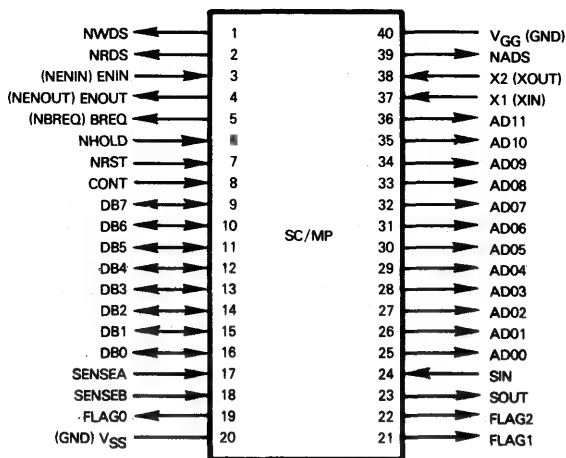 NWDS 1 40 VGG (GND)
NRDS 2 39 NADS
(NENIN) ENIN 3 38 X2 (XOUT)
(NENOUT) ENOUT 4 37 X1 (XIN)
(NBREQ) BREQ 5 36 AD11
NHOLD 35 AD10
NRST 7 34 AD09
CONT 8 33 AD08
DB7 9 32 AD07
DB6 10 31 AD06
SC/MP
DB5 11 30 AD05
DB4 12 29 AD04
DB3 13 28 AD03
DB2 14 27 AD02
DB1 15 26 AD01
DB0 16 25 AD00
SENSEA 17 24 SIN
SENSEB 18 23 SOUT
FLAG0 19 22 FLAG2
(GND) VSS 20 21 FLAG1